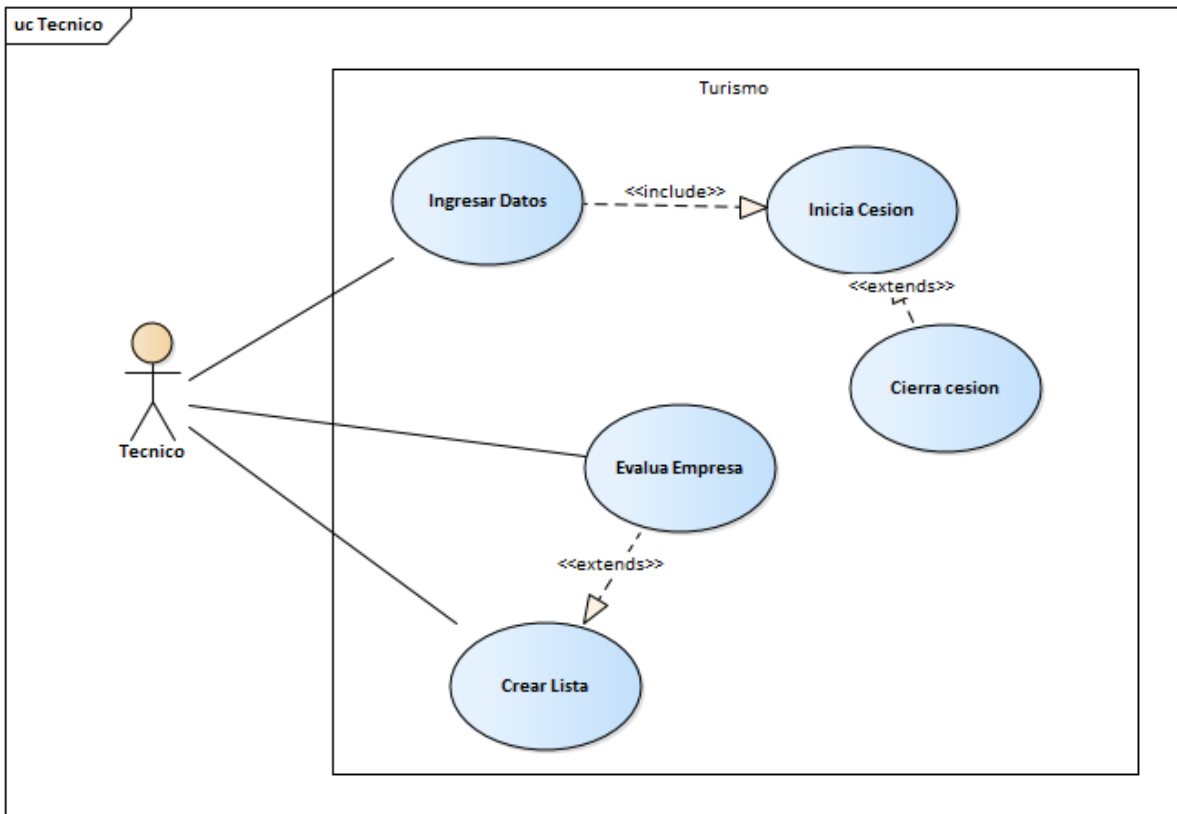 uc Tecnico
Turismo
Ingresar Datos
<<include>>
Inicia Cesion
<<extends>>
Cierra cesion
Tecnico
Evalua Empresa
<<extends>>
Crear Lista